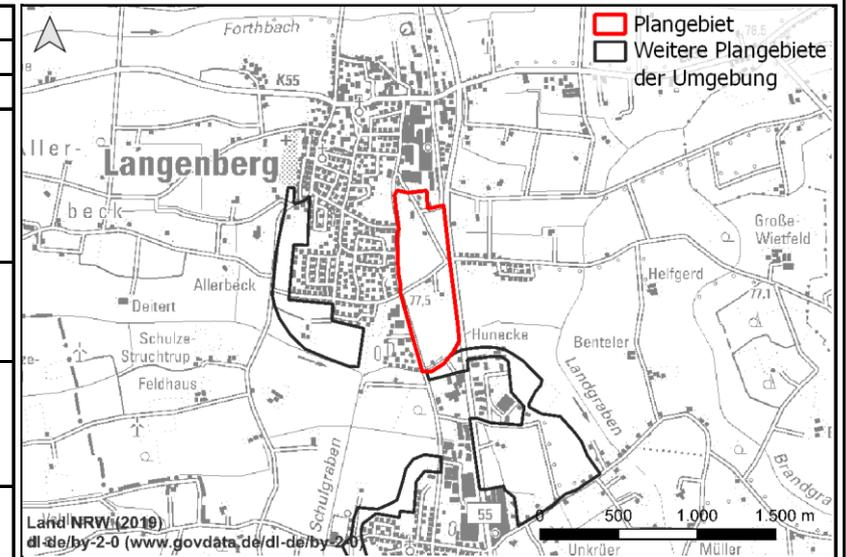 Plangebiet
Weitere Plangebiete
der Umgebung
Forthbach
78,5
K55
Langenberg
beck
Große
Wietfeld
Allerbeck
Helfgerd
Deitert
77,5
77,1
Schulze-
Struchtrup
Hunecke
Benteler
Feldhaus
Landgraben
Schulgraben
Brandgra
55
Land NRW (2019)
dl-de/by-2-0 (www.govdata.de/dl-de/by-2-0)
0 500 1.000 1.500 m
Unkrüer
Müller